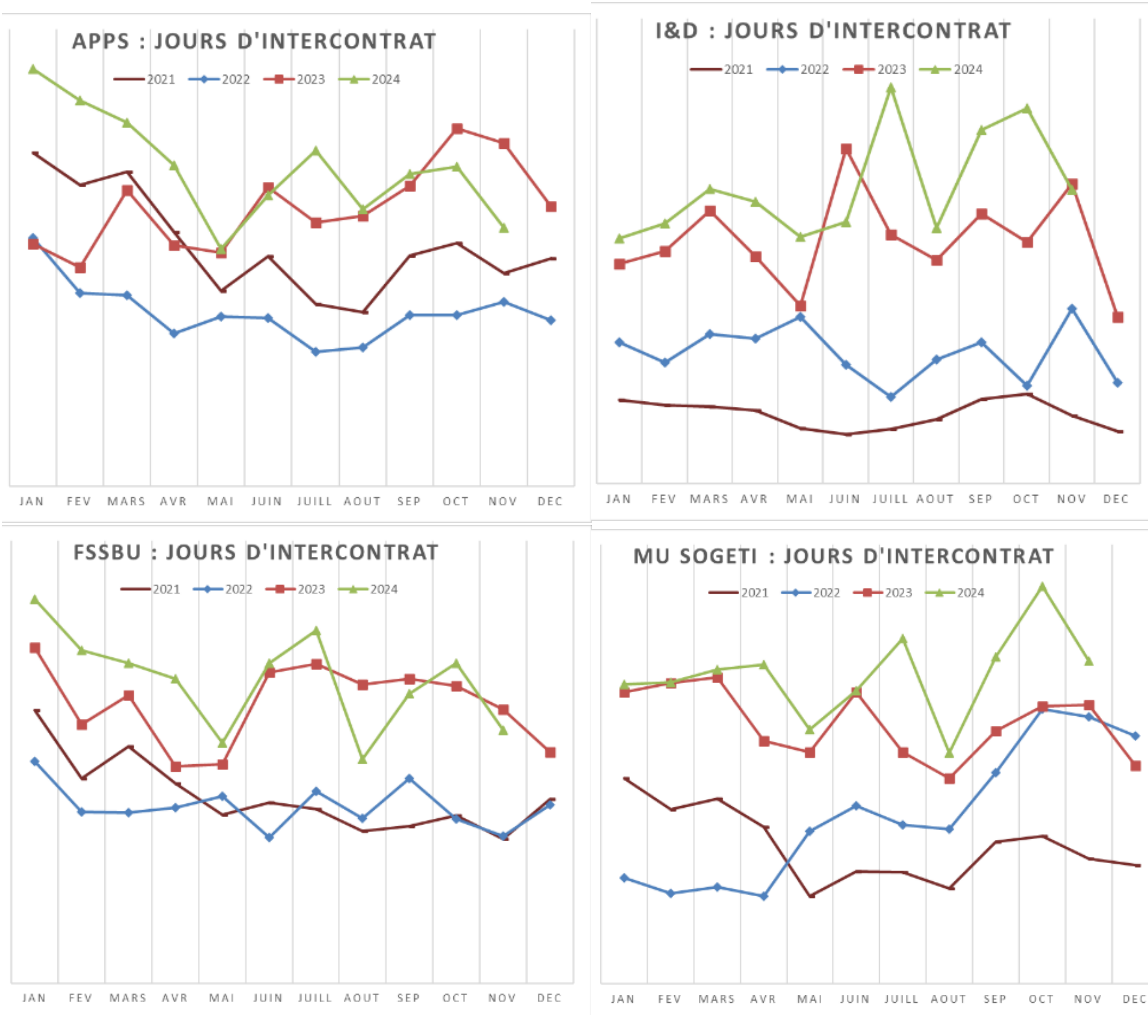 APPS : JOURS D'INTERCONTRAT
2021 2022 2023 2024
JAN FEV MARS AVR MAI JUIN JUILL AOUT SEP OCT NOV DEC
I&D : JOURS D'INTERCONTRAT
2021 2022 2023 2024
JAN FEV MARS AVR MAI JUIN JUILL AOUT SEP OCT NOV DEC
FSSBU : JOURS D'INTERCONTRAT
2021 2022 2023 2024
JAN FEV MARS AVR MAI JUIN JUILL AOUT SEP OCT NOV DEC
MU SOGETI : JOURS D'INTERCONTRAT
2021 2022 2023 2024
JAN FEV MARS AVR MAI JUIN JUILL AOUT SEP OCT NOV DEC